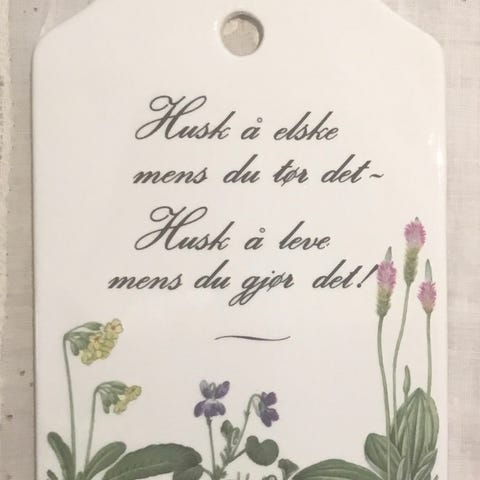 Husk å elske
mens du tør det ~
Husk å leve
mens du gjør det!